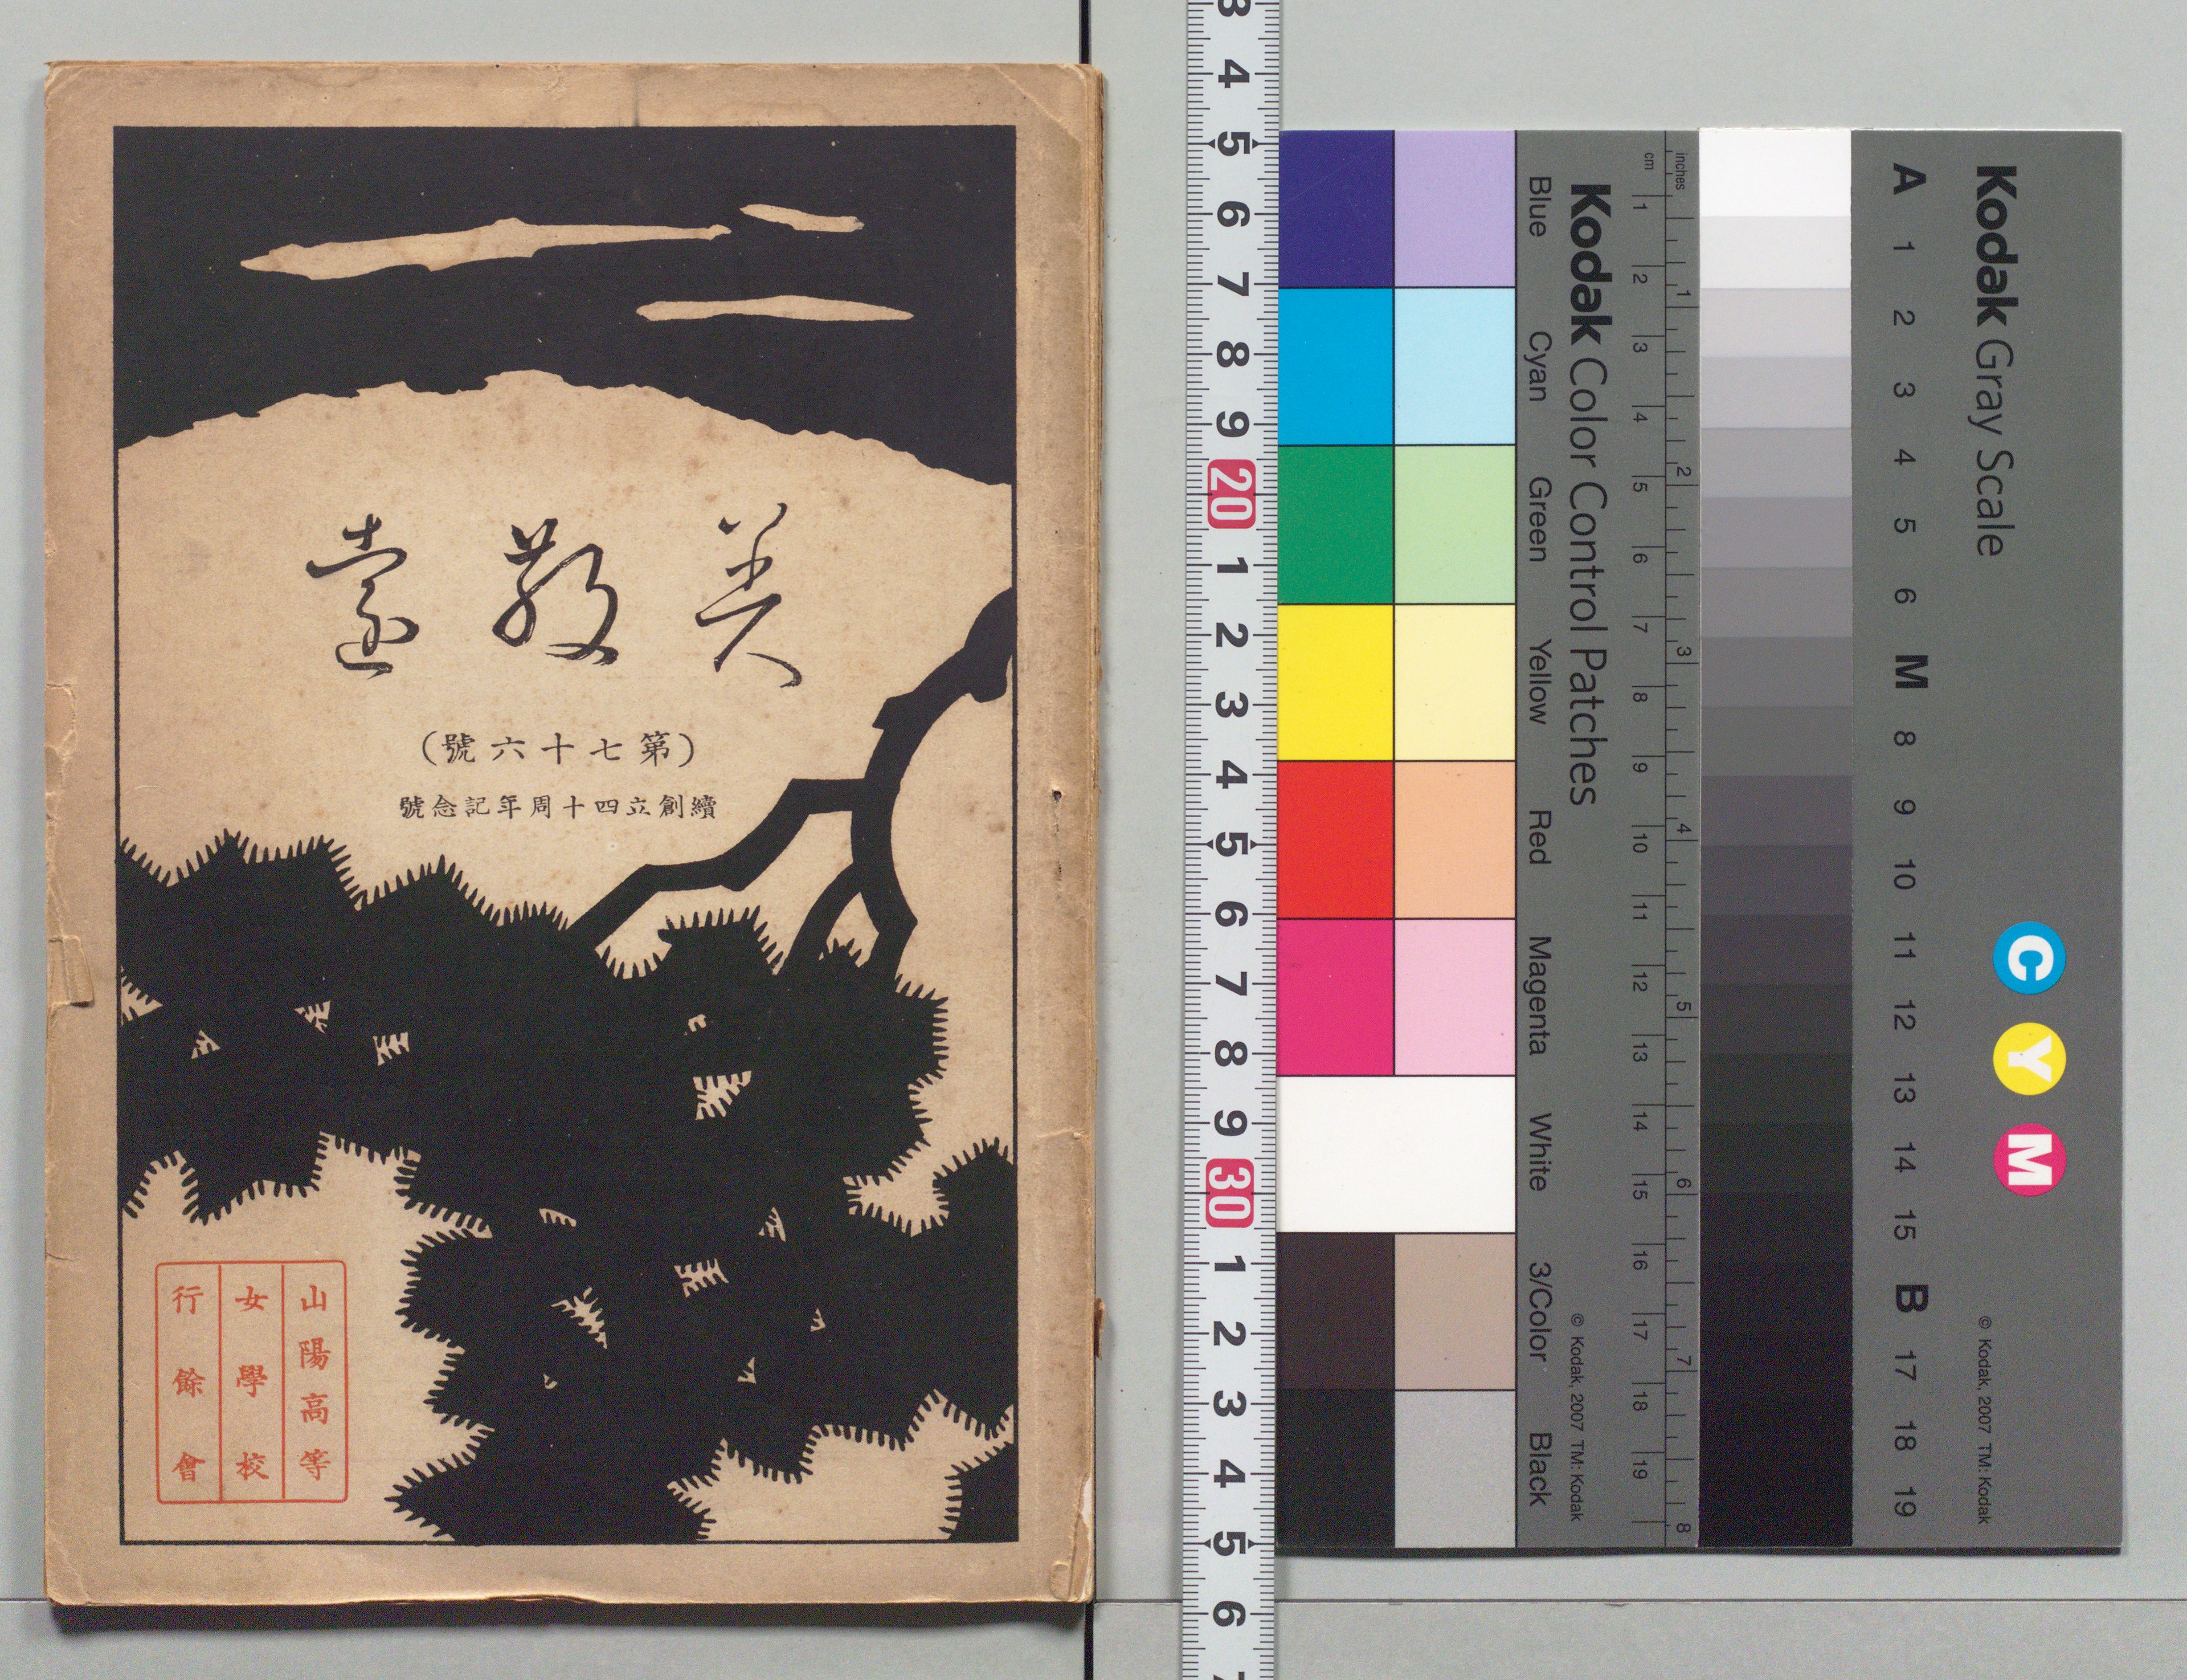 美散遠
(第七十六號)
續創立四十周年記念號
山陽高等
女學校
行餘會
3 4 5 6 7 8 9 20 1 2 3 4 5 6 7 8 9 30 1 2 3 4 5 6 7
Kodak Color Control Patches
© Kodak, 2007 TM: Kodak
Blue Cyan Green Yellow Red Magenta White 3/Color Black
inches 1 2 3 4 5 6 7 8
cm 1 2 3 4 5 6 7 8 9 10 11 12 13 14 15 16 17 18 19
Kodak Gray Scale
C Y M
© Kodak, 2007 TM: Kodak
A 1 2 3 4 5 6 M 8 9 10 11 12 13 14 15 B 17 18 19